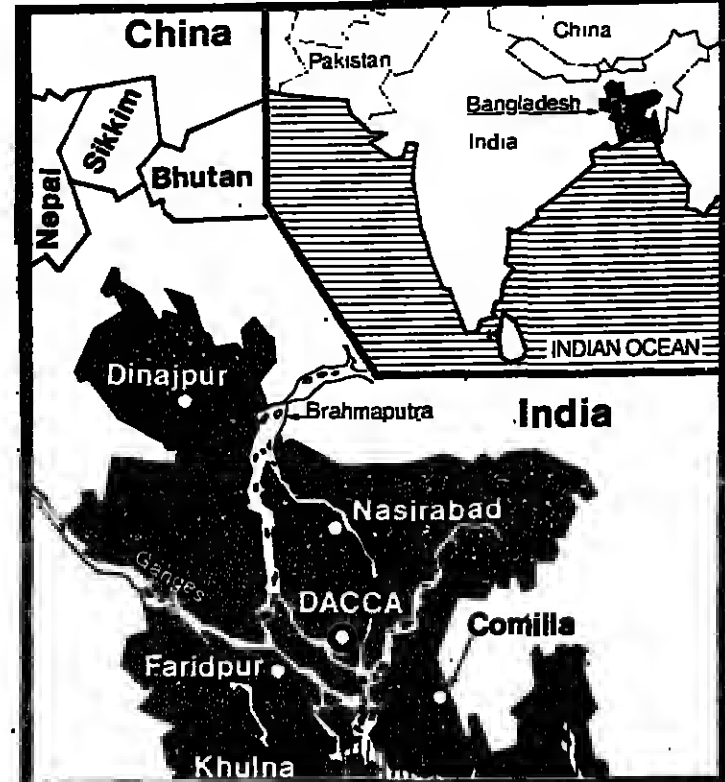 China
Sikkim
Nepal
Bhutan
China
Pakistan
Bangladesh
India
INDIAN OCEAN
Dinajpur
Brahmaputra
India
Nasirabad
Ganges
DACCA
Comilla
Faridpur
Khulna